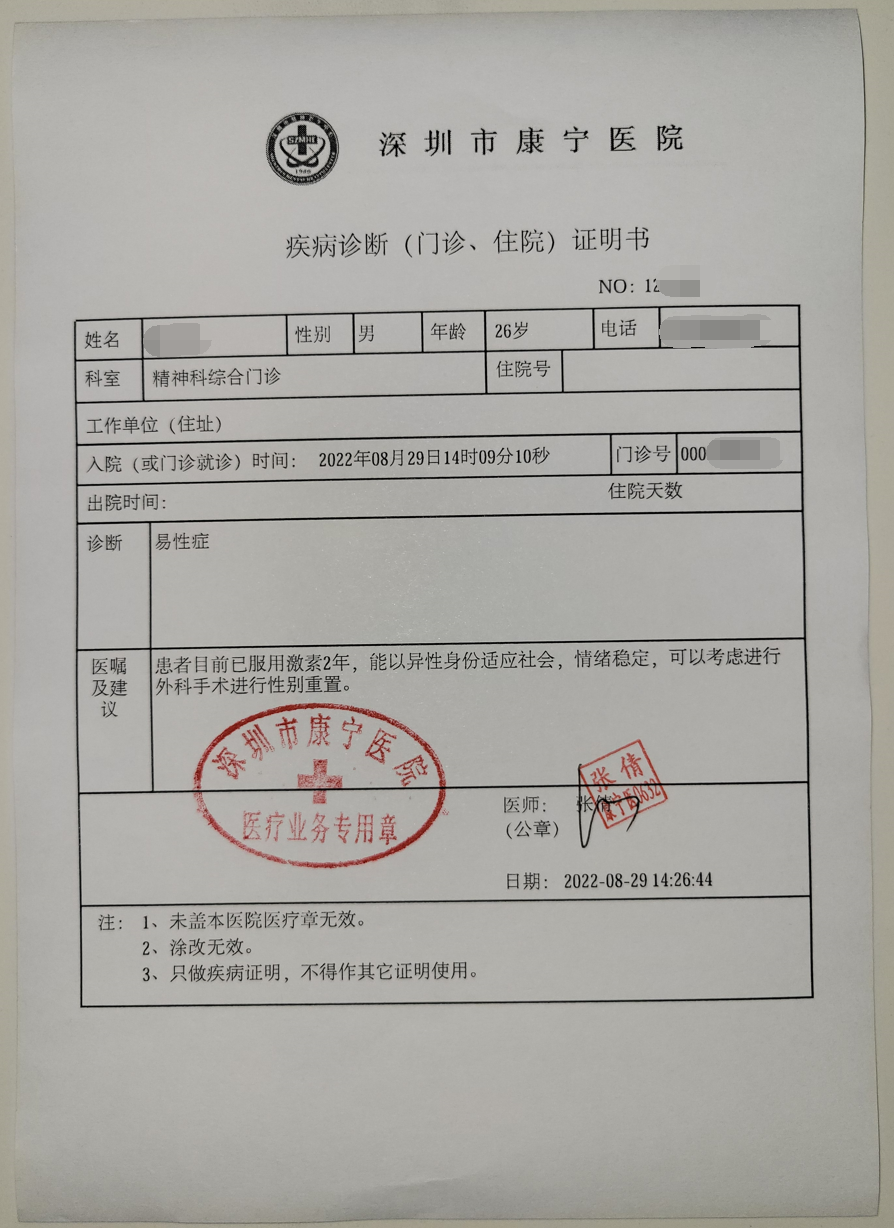 SZMHC
1980
深圳市康宁医院
疾病诊断（门诊、住院）证明书
NO: 12
姓名 性别 男 年龄 26岁 电话
科室 精神科综合门诊 住院号
工作单位（住址）
入院（或门诊就诊）时间： 2022年08月29日14时09分10秒 门诊号 000
出院时间： 住院天数
诊断 易性症
医嘱及建议 患者目前已服用激素2年，能以异性身份适应社会，情绪稳定，可以考虑进行
外科手术进行性别重置。
深圳市康宁医院
医疗业务专用章
医师： 张倩
（公章）
张倩
康宁医0632
日期： 2022-08-29 14:26:44
注： 1、未盖本医院医疗章无效。
2、涂改无效。
3、只做疾病证明，不得作其它证明使用。